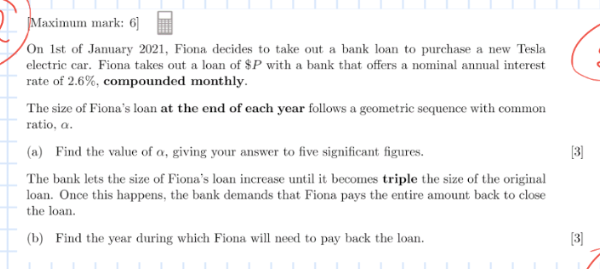 [Maximum mark: 6]
On 1st of January 2021, Fiona decides to take out a bank loan to purchase a new Tesla
electric car. Fiona takes out a loan of $P with a bank that offers a nominal annual interest
rate of 2.6%, compounded monthly.
The size of Fiona's loan at the end of each year follows a geometric sequence with common
ratio, α.
(a) Find the value of α, giving your answer to five significant figures. [3]
The bank lets the size of Fiona's loan increase until it becomes triple the size of the original
loan. Once this happens, the bank demands that Fiona pays the entire amount back to close
the loan.
(b) Find the year during which Fiona will need to pay back the loan. [3]